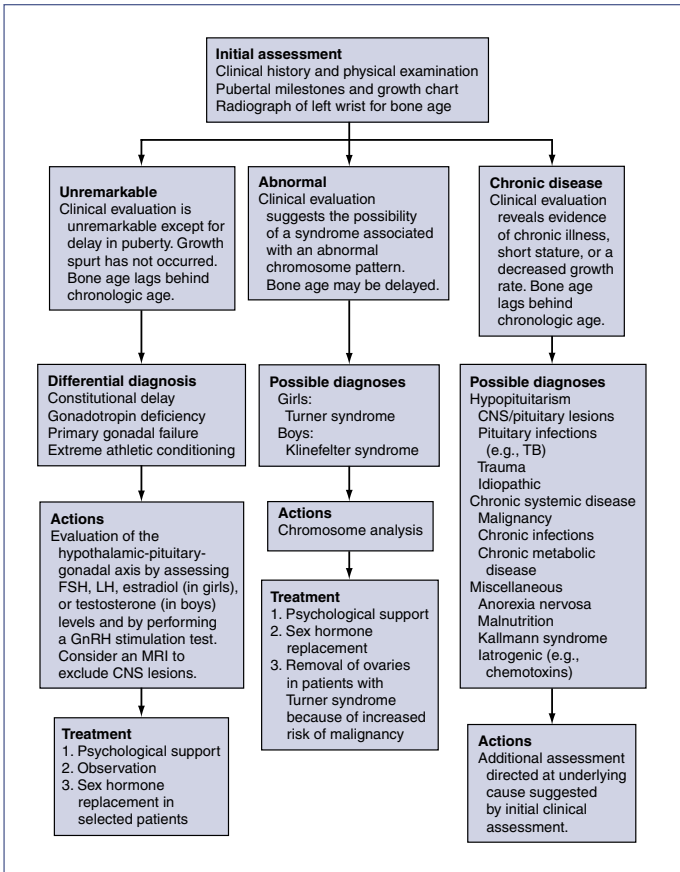 Initial assessment
Clinical history and physical examination
Pubertal milestones and growth chart
Radiograph of left wrist for bone age
Unremarkable
Clinical evaluation is
unremarkable except for
delay in puberty. Growth
spurt has not occurred.
Bone age lags behind
chronologic age.
Differential diagnosis
Constitutional delay
Gonadotropin deficiency
Primary gonadal failure
Extreme athletic conditioning
Actions
Evaluation of the
hypothalamic-pituitary-
gonadal axis by assessing
FSH, LH, estradiol (in girls),
or testosterone (in boys)
levels and by performing
a GnRH stimulation test.
Consider an MRI to
exclude CNS lesions.
Treatment
1. Psychological support
2. Observation
3. Sex hormone
replacement in
selected patients
Abnormal
Clinical evaluation
suggests the possibility
of a syndrome associated
with an abnormal
chromosome pattern.
Bone age may be delayed.
Possible diagnoses
Girls:
Turner syndrome
Boys:
Klinefelter syndrome
Actions
Chromosome analysis
Treatment
1. Psychological support
2. Sex hormone
replacement
3. Removal of ovaries
in patients with
Turner syndrome
because of increased
risk of malignancy
Chronic disease
Clinical evaluation
reveals evidence
of chronic illness,
short stature, or a
decreased growth
rate. Bone age
lags behind
chronologic age.
Possible diagnoses
Hypopituitarism
CNS/pituitary lesions
Pituitary infections
(e.g., TB)
Trauma
Idiopathic
Chronic systemic disease
Malignancy
Chronic infections
Chronic metabolic
disease
Miscellaneous
Anorexia nervosa
Malnutrition
Kallmann syndrome
Iatrogenic (e.g.,
chemotoxins)
Actions
Additional assessment
directed at underlying
cause suggested
by initial clinical
assessment.